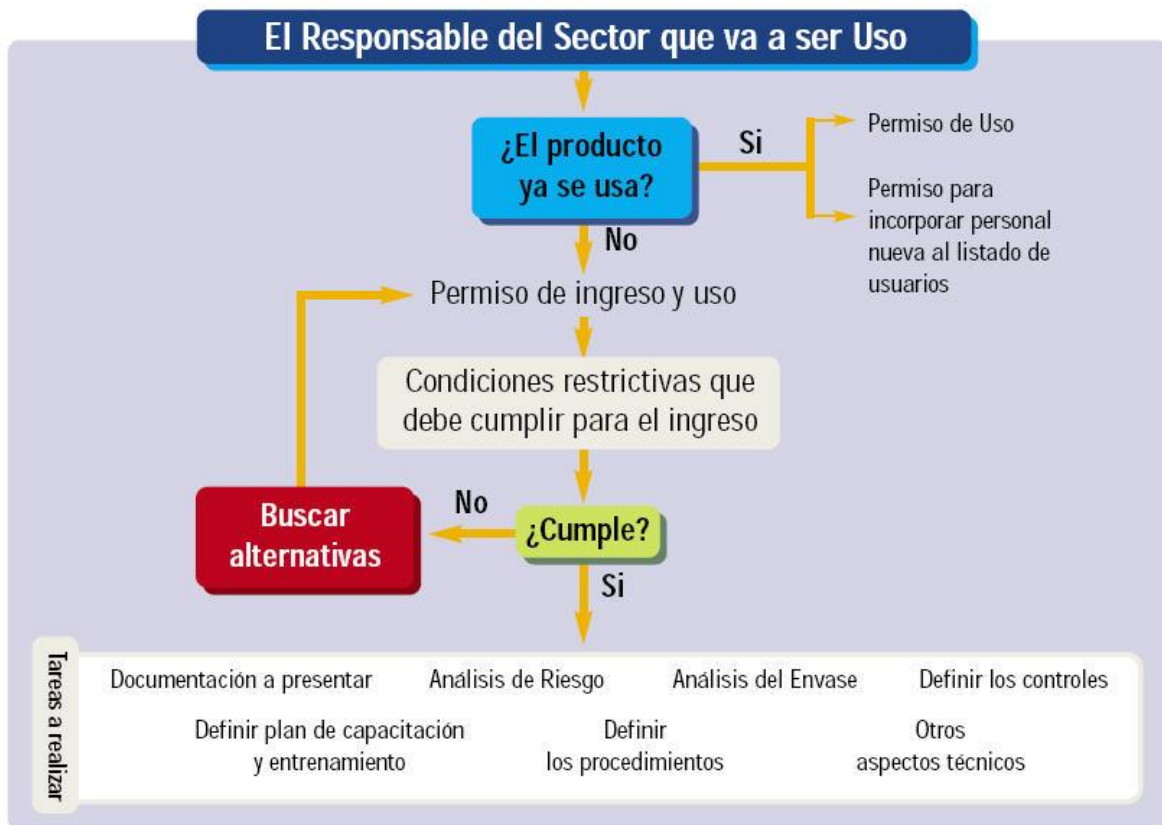 El Responsable del Sector que va a ser Uso
¿El producto
ya se usa?
Si
Permiso de Uso
Permiso para
incorporar personal
nueva al listado de
usuarios
No
Permiso de ingreso y uso
Condiciones restrictivas que
debe cumplir para el ingreso
No
¿Cumple?
Buscar
alternativas
Si
Tareas a realizar
Documentación a presentar
Análisis de Riesgo
Análisis del Envase
Definir los controles
Definir plan de capacitación
y entrenamiento
Definir
los procedimientos
Otros
aspectos técnicos